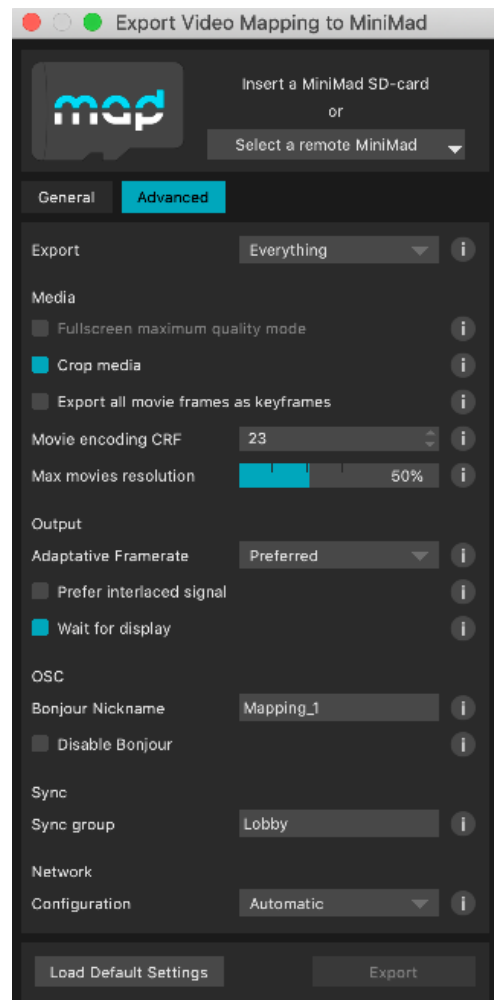 Export Video Mapping to MiniMad
map
Insert a MiniMad SD-card
or
Select a remote MiniMad
General
Advanced
Export
Everything
i
Media
Fullscreen maximum quality mode
i
Crop media
i
Export all movie frames as keyframes
i
Movie encoding CRF
23
i
Max movies resolution
50%
i
Output
Adaptative Framerate
Preferred
i
Prefer interlaced signal
i
Wait for display
i
OSC
Bonjour Nickname
Mapping_1
i
Disable Bonjour
i
Sync
Sync group
Lobby
i
Network
Configuration
Automatic
i
Load Default Settings
Export